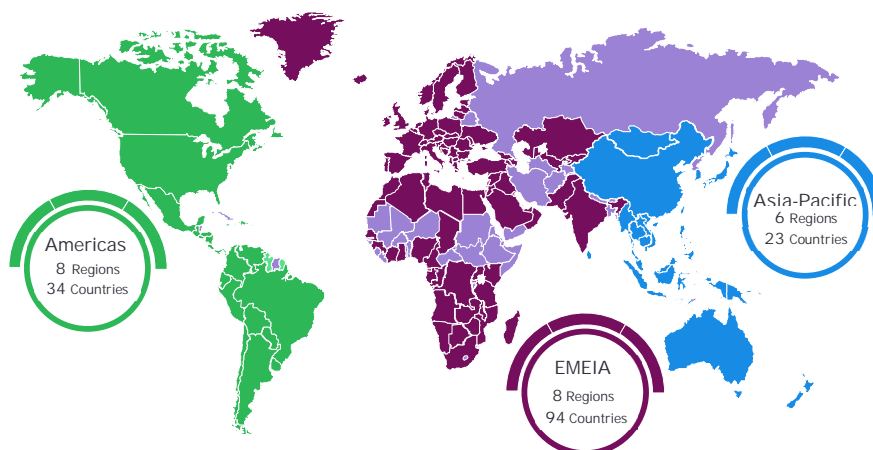 Americas
8 Regions
34 Countries
Asia-Pacific
6 Regions
23 Countries
EMEIA
8 Regions
94 Countries